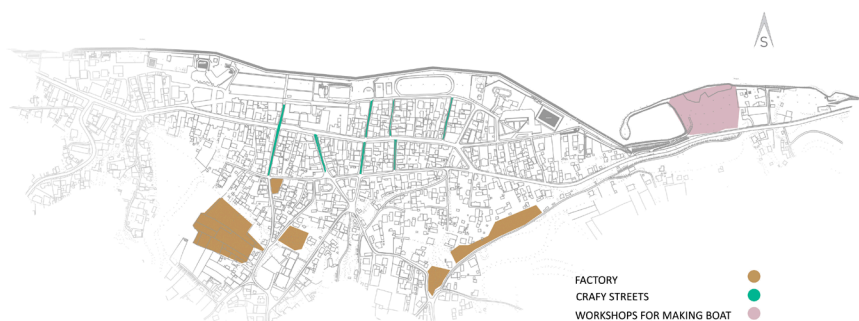 S
FACTORY
CRAFY STREETS
WORKSHOPS FOR MAKING BOAT